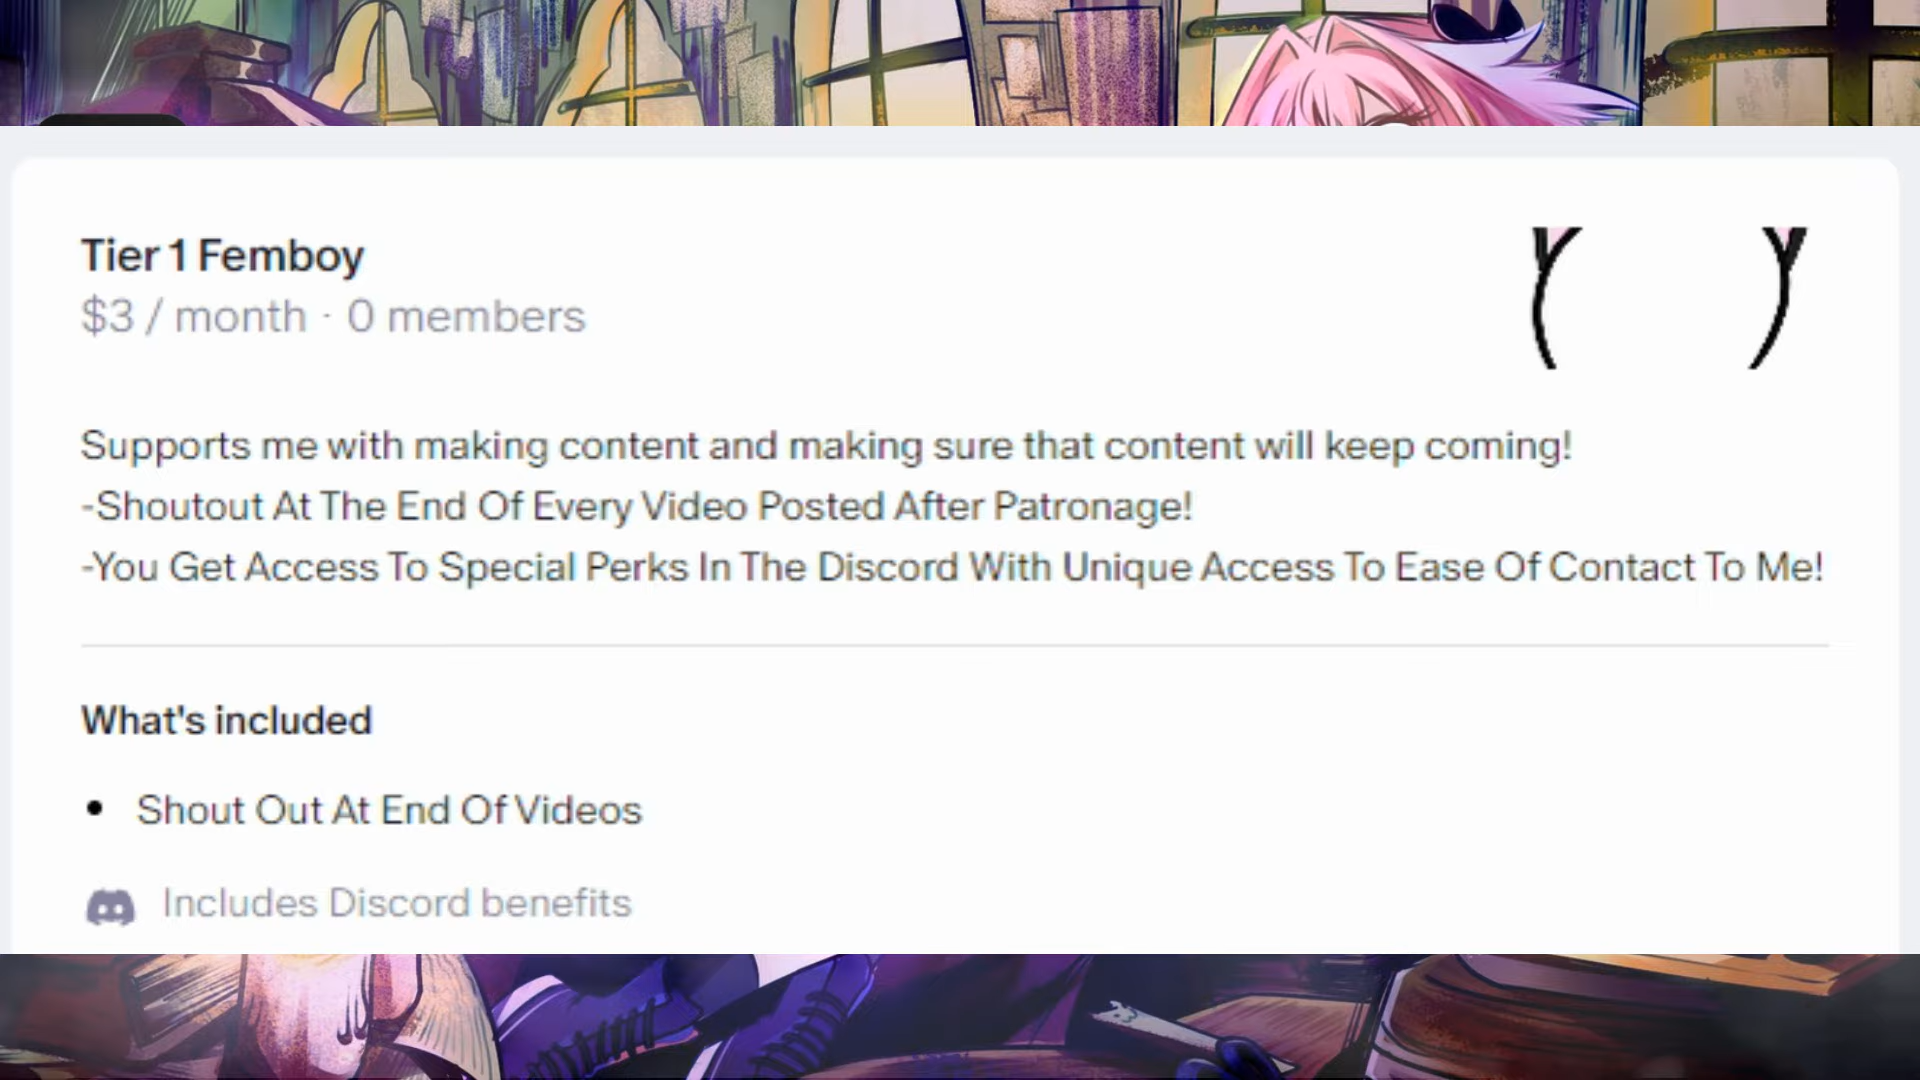 Tier 1 Femboy
$3 / month · 0 members
Supports me with making content and making sure that content will keep coming!
-Shoutout At The End Of Every Video Posted After Patronage!
-You Get Access To Special Perks In The Discord With Unique Access To Ease Of Contact To Me!
What's included
• Shout Out At End Of Videos
Includes Discord benefits